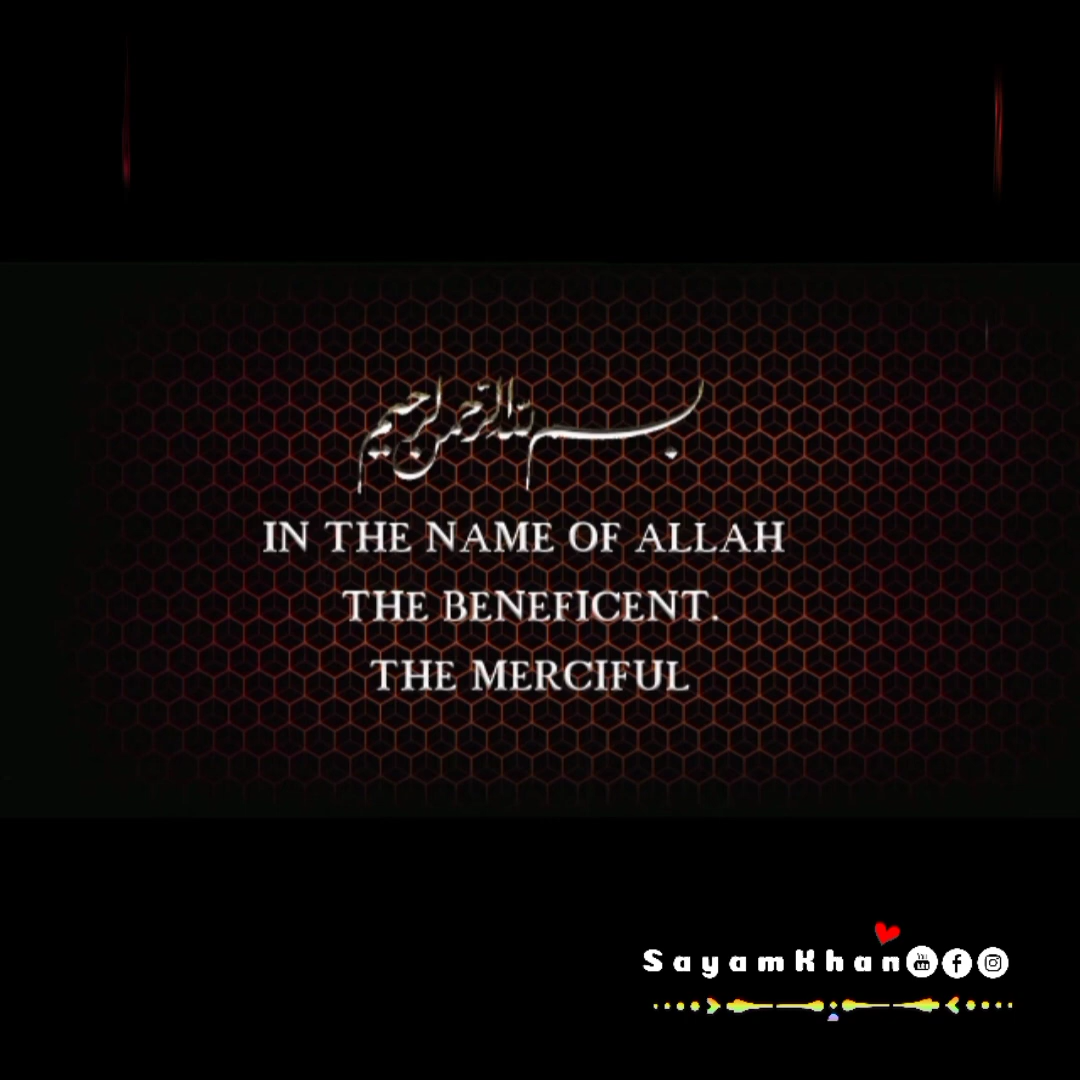 بسم الله الرحمن الرحيم
IN THE NAME OF ALLAH
THE BENEFICENT.
THE MERCIFUL
SayamKhan